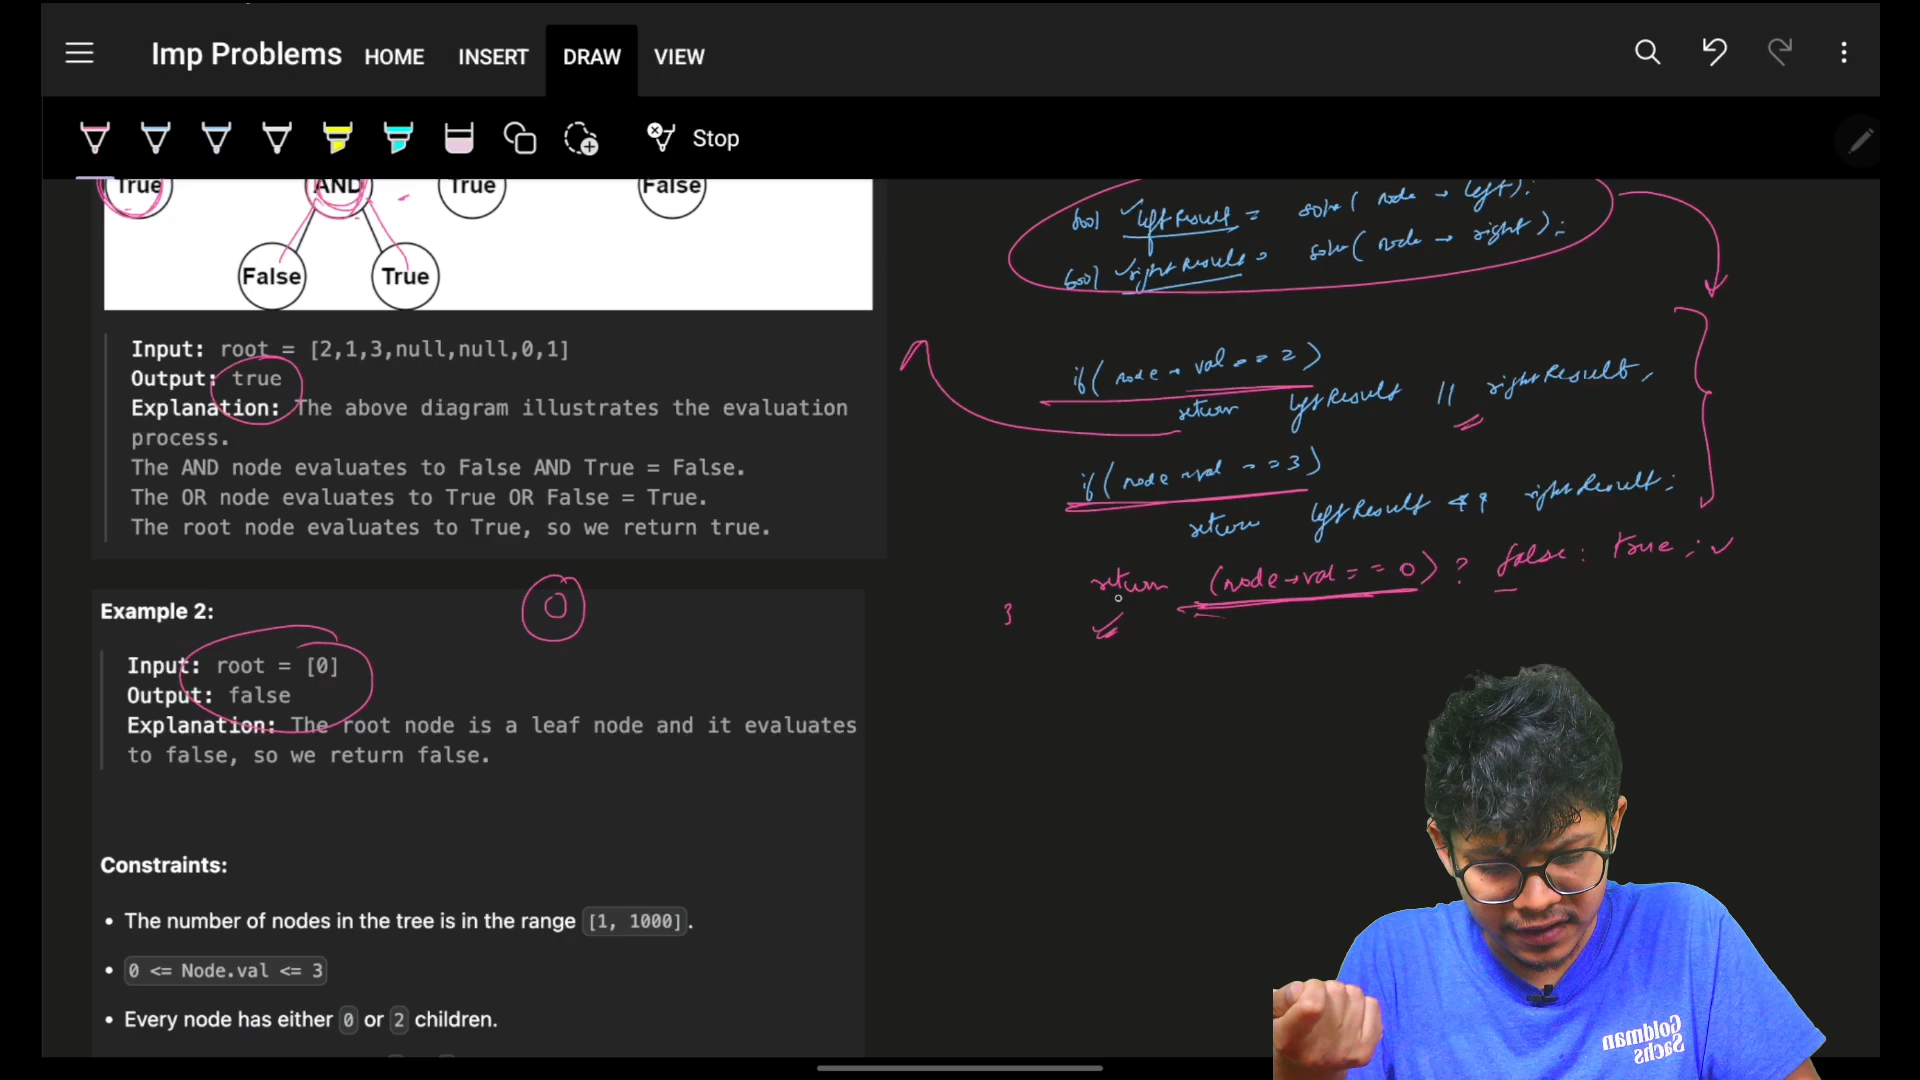 Imp Problems HOME INSERT DRAW VIEW
Stop
True AND True False
False True
Input: root = [2,1,3,null,null,0,1]
Output: true
Explanation: The above diagram illustrates the evaluation
process.
The AND node evaluates to False AND True = False.
The OR node evaluates to True OR False = True.
The root node evaluates to True, so we return true.
Example 2:
0
Input: root = [0]
Output: false
Explanation: The root node is a leaf node and it evaluates
to false, so we return false.
Constraints:
• The number of nodes in the tree is in the range [1, 1000].
• 0 <= Node.val <= 3
• Every node has either 0 or 2 children.
bool leftResult = solve( node → left);
bool rightResult = solve( node → right);
if( node → val == 2)
return leftResult || rightResult;
if( node → val == 3)
return leftResult && rightResult;
return (node→val == 0) ? false : true ;
}
Goldman
Sachs